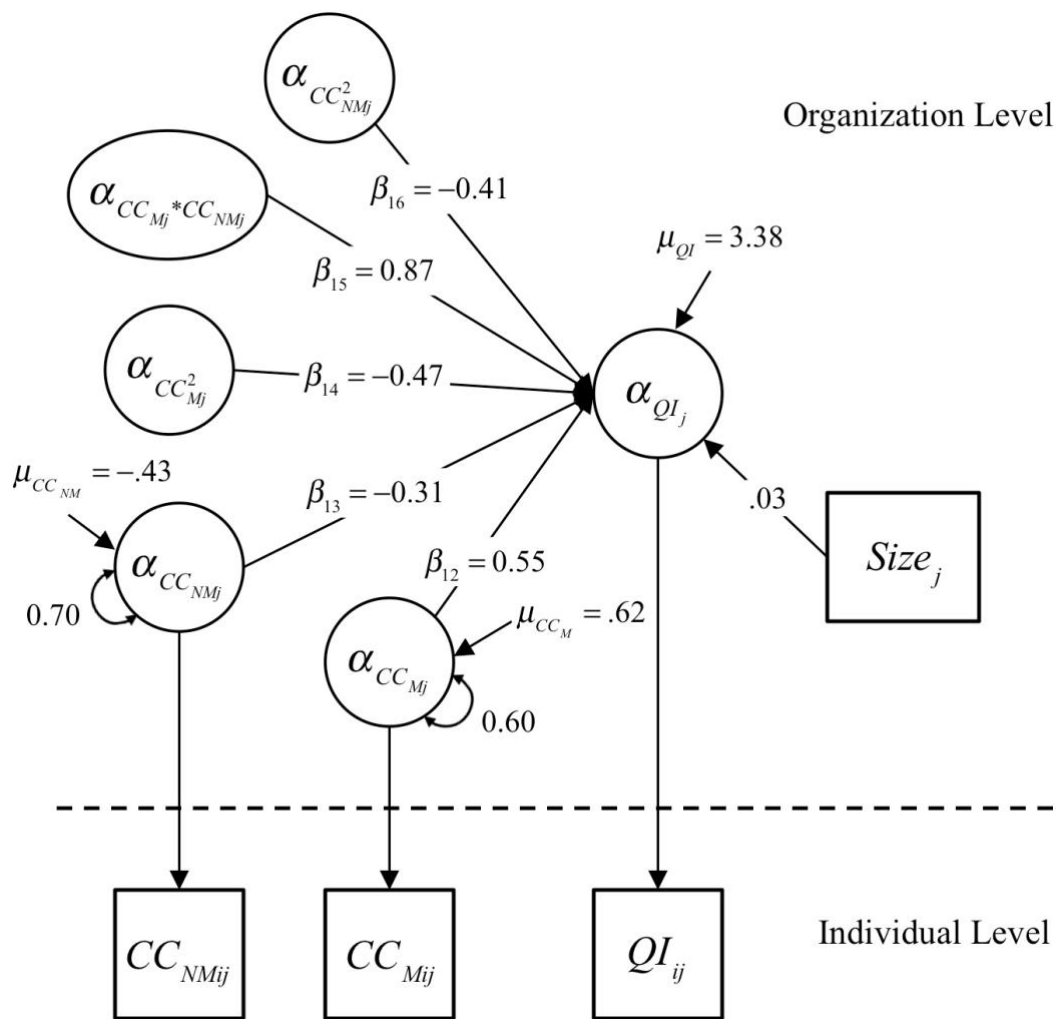 α_{CC²_{NMj}}
Organization Level
β₁₆ = −0.41
α_{CC_{Mj}*CC_{NMj}}
μ_{QI} = 3.38
β₁₅ = 0.87
α_{CC²_{Mj}}
β₁₄ = −0.47
α_{QI_j}
μ_{CC_{NM}} = −.43
β₁₃ = −0.31
.03
Size_j
α_{CC_{NMj}}
β₁₂ = 0.55
0.70
μ_{CC_M} = .62
α_{CC_{Mj}}
0.60
CC_{NMij}
CC_{Mij}
QI_{ij}
Individual Level